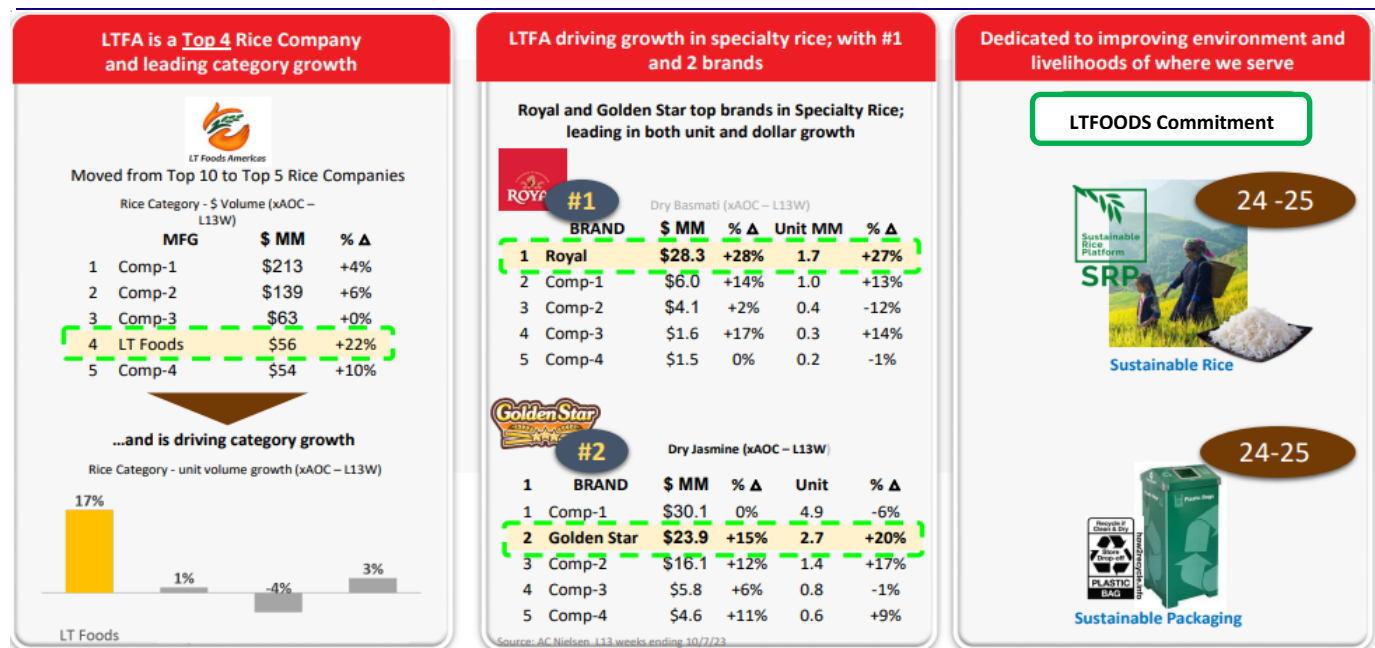 LTFA is a Top 4 Rice Company
and leading category growth
LT Foods Americas
Moved from Top 10 to Top 5 Rice Companies
Rice Category - $ Volume (xAOC –
L13W)
MFG $ MM % Δ
1 Comp-1 $213 +4%
2 Comp-2 $139 +6%
3 Comp-3 $63 +0%
4 LT Foods $56 +22%
5 Comp-4 $54 +10%
...and is driving category growth
Rice Category - unit volume growth (xAOC – L13W)
17%
1%
-4%
3%
LT Foods
LTFA driving growth in specialty rice; with #1
and 2 brands
Royal and Golden Star top brands in Specialty Rice;
leading in both unit and dollar growth
ROYA
#1
Dry Basmati (xAOC – L13W)
BRAND $ MM % Δ Unit MM % Δ
1 Royal $28.3 +28% 1.7 +27%
2 Comp-1 $6.0 +14% 1.0 +13%
3 Comp-2 $4.1 +2% 0.4 -12%
4 Comp-3 $1.6 +17% 0.3 +14%
5 Comp-4 $1.5 0% 0.2 -1%
Golden Star
#2
Dry Jasmine (xAOC – L13W)
1 BRAND $ MM % Δ Unit % Δ
1 Comp-1 $30.1 0% 4.9 -6%
2 Golden Star $23.9 +15% 2.7 +20%
3 Comp-2 $16.1 +12% 1.4 +17%
4 Comp-3 $5.8 +6% 0.8 -1%
5 Comp-4 $4.6 +11% 0.6 +9%
Source: AC Nielsen L13 weeks ending 10/7/23
Dedicated to improving environment and
livelihoods of where we serve
LTFOODS Commitment
24 -25
Sustainable
Rice
Platform
SRP
Sustainable Rice
24-25
Plastic Bags
Recycle if
Clean & Dry
Store
Drop-off
PLASTIC
BAG
how2recycle.info
Sustainable Packaging